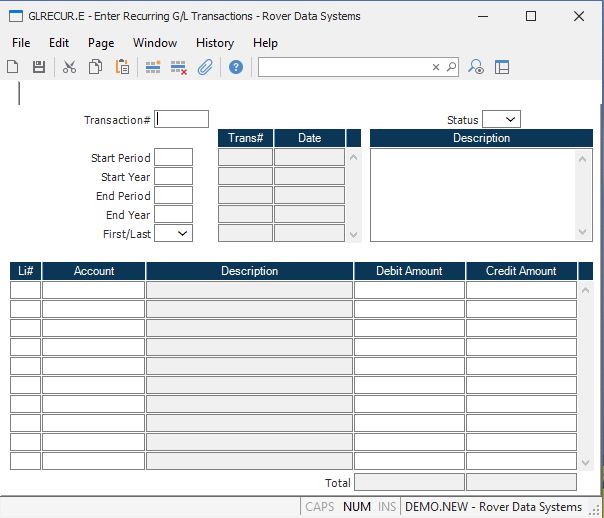 GLRECUR.E - Enter Recurring G/L Transactions - Rover Data Systems
File Edit Page Window History Help
Transaction# Status
Trans# Date Description
Start Period
Start Year
End Period
End Year
First/Last
Li# Account Description Debit Amount Credit Amount
Total
CAPS NUM INS DEMO.NEW - Rover Data Systems